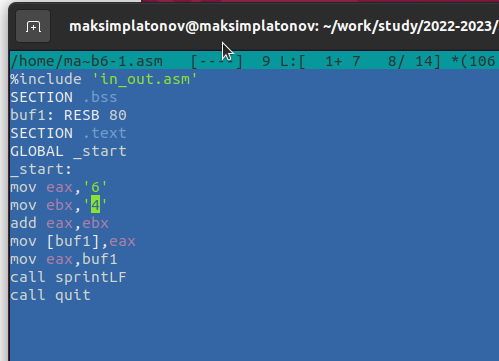 maksimplatonov@maksimplatonov: ~/work/study/2022-2023/
/home/ma~b6-1.asm [----] 9 L:[ 1+ 7 8/ 14] *(106
%include 'in_out.asm'
SECTION .bss
buf1: RESB 80
SECTION .text
GLOBAL _start
_start:
mov eax,'6'
mov ebx,'4'
add eax,ebx
mov [buf1],eax
mov eax,buf1
call sprintLF
call quit